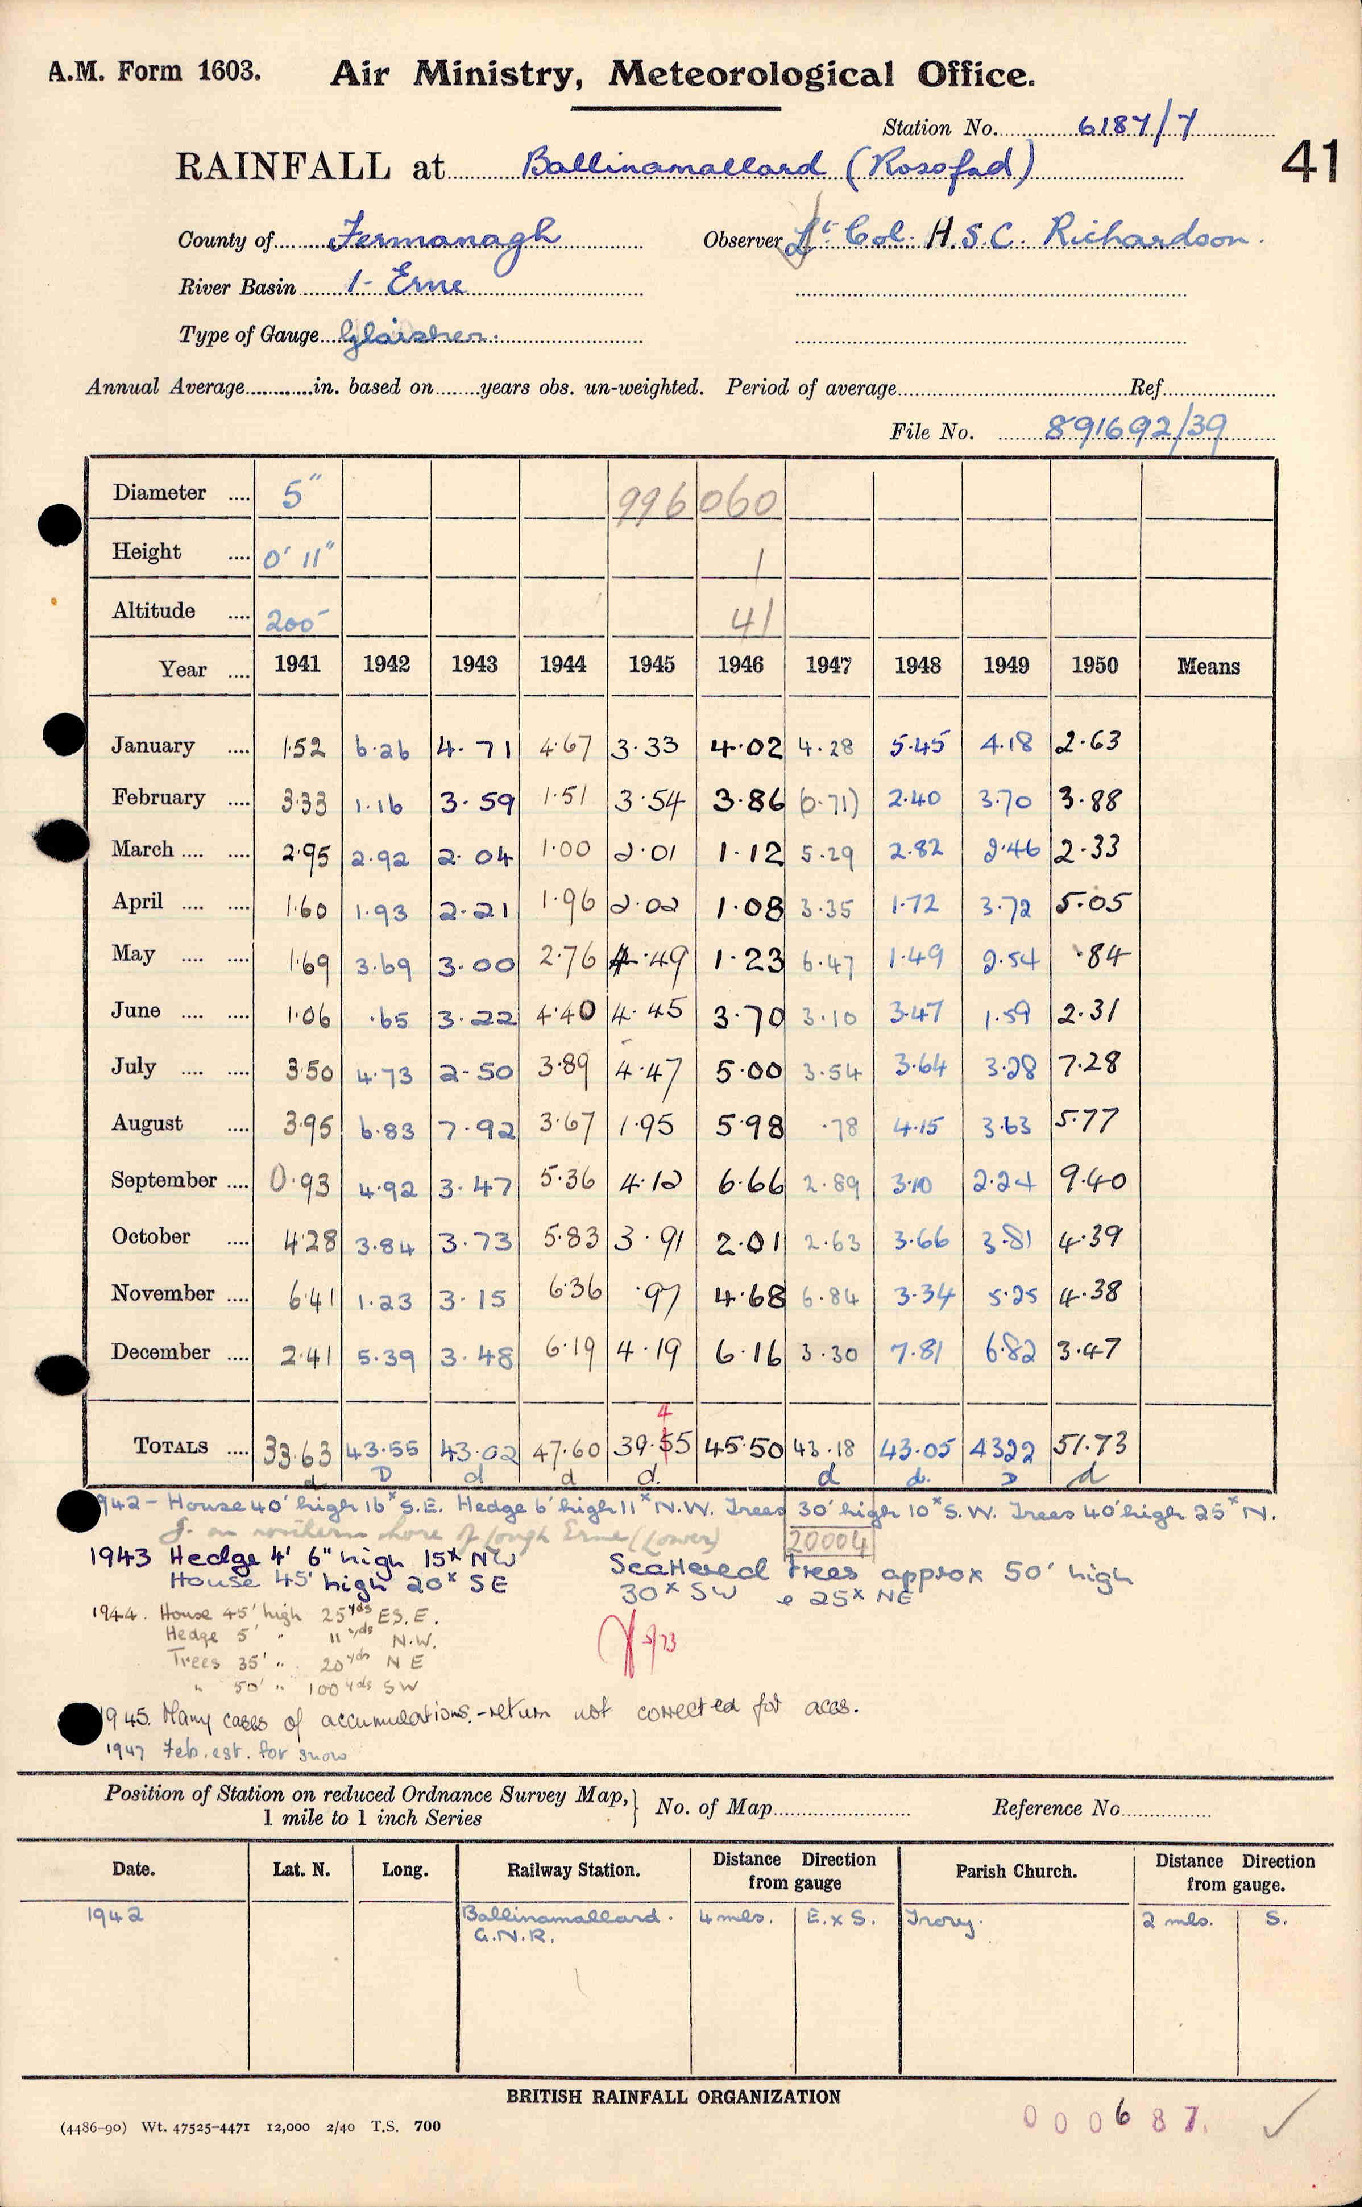 A.M. Form 1603. Air Ministry, Meteorological Office.
Station No. 6187/7
41
RAINFALL at Ballinamallard (Rossfad)
County of Fermanagh Observer Lt Col. H.S.C. Richardson.
River Basin 1- Erne
Type of Gauge Glaisher.
Annual Average in. based on years obs. un-weighted. Period of average Ref.
File No. 891692/39
Diameter 5" 996060
Height 0' 11" 1
Altitude 200' 41
Year 1941 1942 1943 1944 1945 1946 1947 1948 1949 1950 Means
January 1.52 6.26 4.71 4.67 3.33 4.02 4.28 5.45 4.18 2.63
February 3.33 1.16 3.59 1.51 3.54 3.86 (0.71) 2.40 3.70 3.88
March 2.95 2.92 2.04 1.00 2.01 1.12 5.29 2.82 2.46 2.33
April 1.60 1.93 2.21 1.96 2.02 1.08 3.35 1.72 3.72 5.05
May 1.69 3.69 3.00 2.76 4.49 1.23 6.47 1.49 2.54 .84
June 1.06 .65 3.22 4.40 4.45 3.70 3.10 3.47 1.59 2.31
July 3.50 4.73 2.50 3.89 4.47 5.00 3.54 3.64 3.28 7.28
August 3.95 6.83 7.92 3.67 1.95 5.98 .78 4.15 3.63 5.77
September 0.93 4.92 3.47 5.36 4.12 6.66 2.89 3.10 2.24 9.40
October 4.28 3.84 3.73 5.83 3.91 2.01 2.63 3.66 3.81 4.39
November 6.41 1.23 3.15 6.36 .97 4.68 6.84 3.34 5.25 4.38
December 2.41 5.39 3.48 6.19 4.19 6.16 3.30 7.81 6.82 3.47
4
TOTALS 33.63 43.55 43.02 47.60 39.55 45.50 43.18 43.05 43.22 51.73
d D d d d. d d. D d
1942 - House 40' high 16x S.E. Hedge 6' high 11x N.W. Trees 30' high 10x S.W. Trees 40' high 25x N.
on northern shore of Lough Erne (Lower)
20004
1943 Hedge 4' 6" high 15x NW Scattered trees approx 50' high
House 45' high 20x SE 30x SW & 25x NE
1944. House 45' high 25yds E.S.E.
Hedge 5' " 11 yds N.W.
Trees 35' " 20yds N E
" 50' " 100 yds SW
5/73
1945. Many cases of accumulations. - return not corrected for accs.
1947 Feb. est. for snow
Position of Station on reduced Ordnance Survey Map, } No. of Map Reference No.
1 mile to 1 inch Series
Date. Lat. N. Long. Railway Station. Distance Direction from gauge Parish Church. Distance Direction from gauge.
1942 Ballinamallard. 4 mls. E. x S. Trory. 2 mls. S.
G.N.R.
BRITISH RAINFALL ORGANIZATION
(4486-90) Wt. 47525-4471 12,000 2/40 T.S. 700
000687.